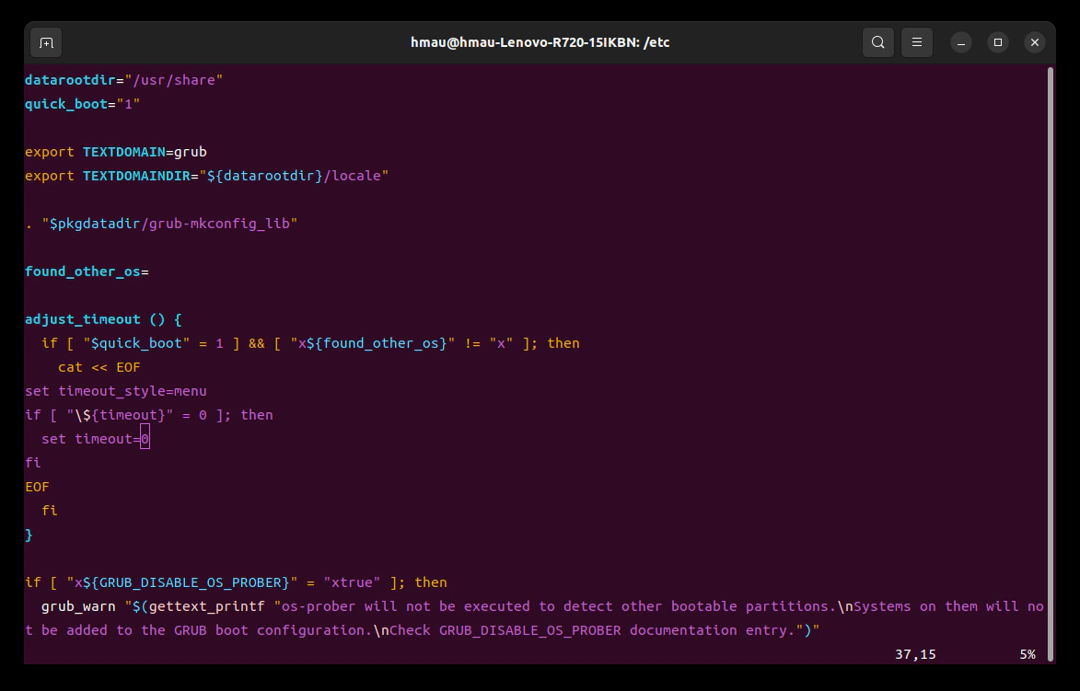 hmau@hmau-Lenovo-R720-15IKBN: /etc
datarootdir="/usr/share"
quick_boot="1"
export TEXTDOMAIN=grub
export TEXTDOMAINDIR="${datarootdir}/locale"
. "$pkgdatadir/grub-mkconfig_lib"
found_other_os=
adjust_timeout () {
  if [ "$quick_boot" = 1 ] && [ "x${found_other_os}" != "x" ]; then
    cat << EOF
set timeout_style=menu
if [ "\${timeout}" = 0 ]; then
  set timeout=0
fi
EOF
  fi
}
if [ "x${GRUB_DISABLE_OS_PROBER}" = "xtrue" ]; then
  grub_warn "$(gettext_printf "os-prober will not be executed to detect other bootable partitions.\nSystems on them will no
t be added to the GRUB boot configuration.\nCheck GRUB_DISABLE_OS_PROBER documentation entry.")"
37,15 5%